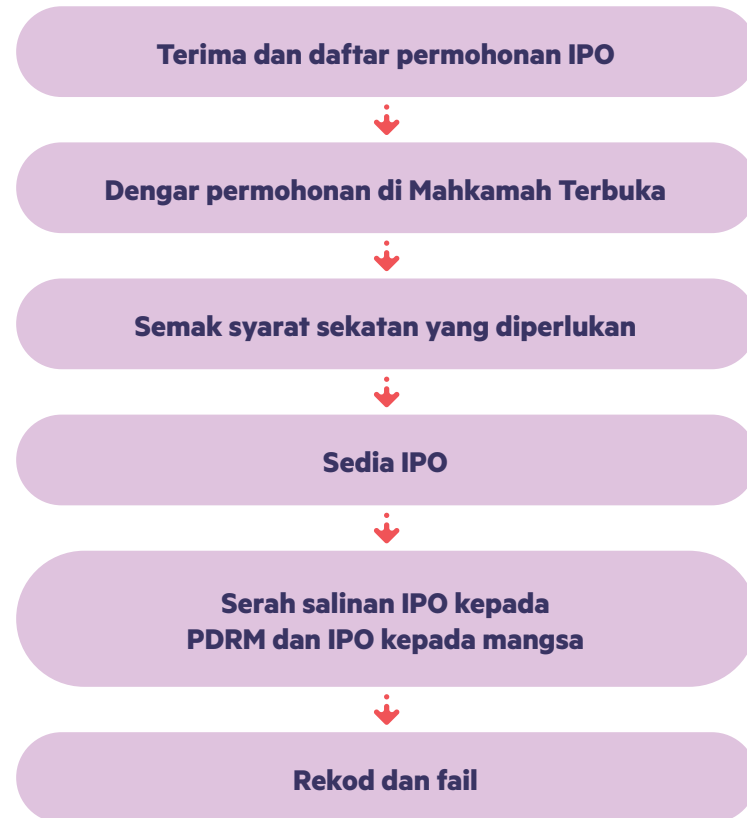 Terima dan daftar permohonan IPO
Dengar permohonan di Mahkamah Terbuka
Semak syarat sekatan yang diperlukan
Sedia IPO
Serah salinan IPO kepada
PDRM dan IPO kepada mangsa
Rekod dan fail